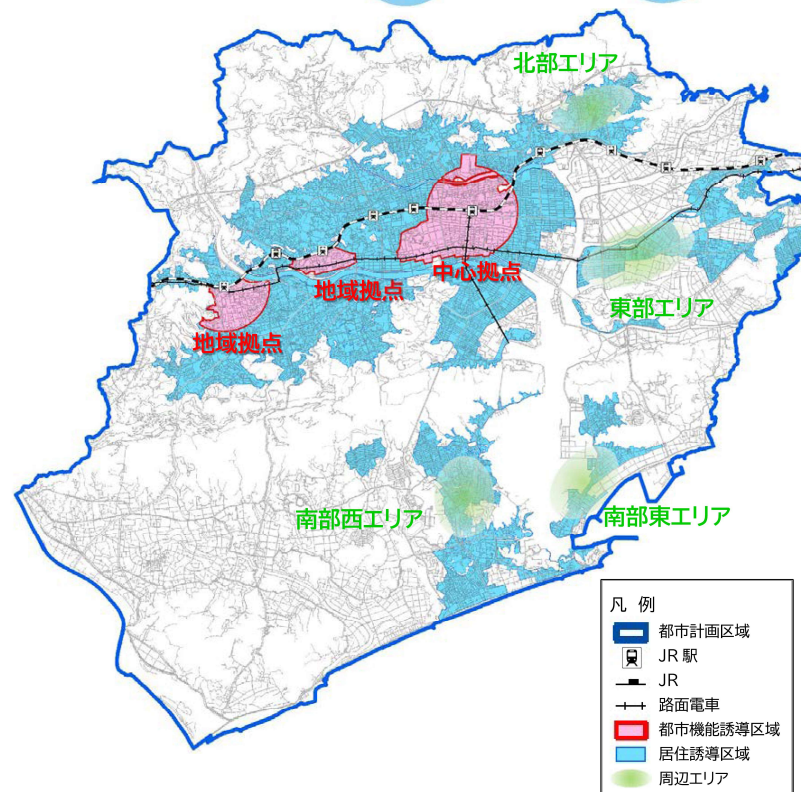 北部エリア
中心拠点
地域拠点
地域拠点
東部エリア
南部西エリア
南部東エリア
凡 例
都市計画区域
JR 駅
JR
路面電車
都市機能誘導区域
居住誘導区域
周辺エリア